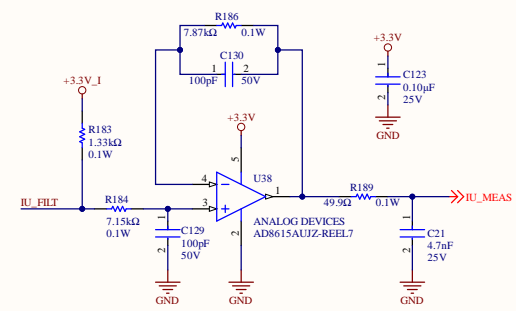 R186
7.87kΩ 0.1W
C130
1 2
100pF 50V
+3.3V
1
C123
0.10µF
25V
2
GND
+3.3V_I
R183
1.33kΩ
0.1W
+3.3V
5
U38
4
1
3
IU_FILT
R184
7.15kΩ
0.1W
1
C129
100pF
50V
2
GND
2
GND
ANALOG DEVICES
AD8615AUJZ-REEL7
R189
49.9Ω 0.1W
IU_MEAS
1
C21
4.7nF
25V
2
GND